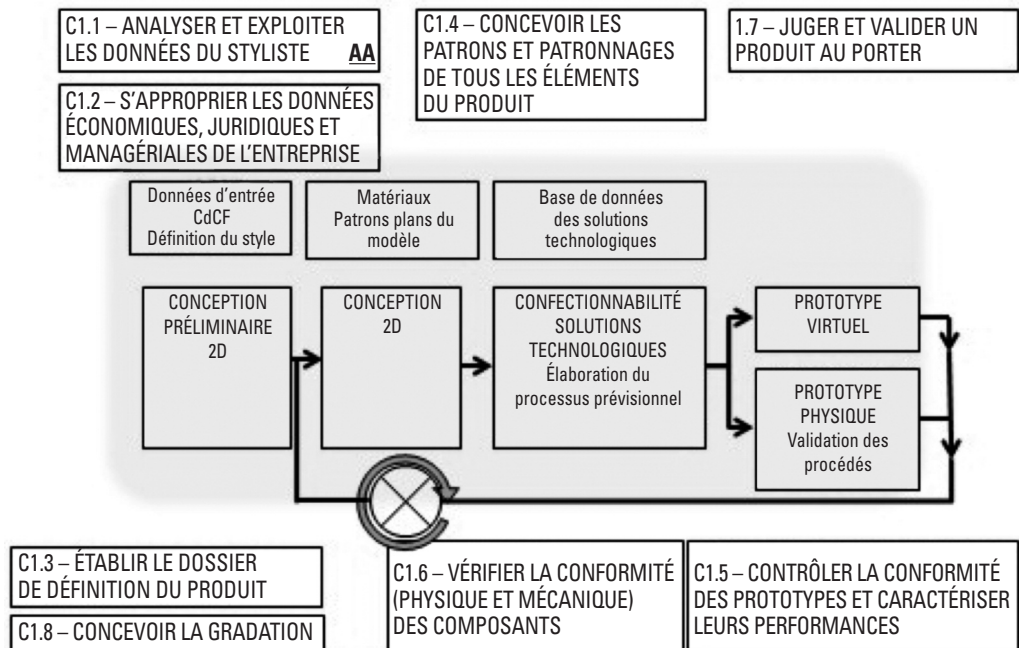 C1.1 – ANALYSER ET EXPLOITER
LES DONNÉES DU STYLISTE AA
C1.2 – S'APPROPRIER LES DONNÉES
ÉCONOMIQUES, JURIDIQUES ET
MANAGÉRIALES DE L'ENTREPRISE
C1.4 – CONCEVOIR LES
PATRONS ET PATRONNAGES
DE TOUS LES ÉLÉMENTS
DU PRODUIT
1.7 – JUGER ET VALIDER UN
PRODUIT AU PORTER
Données d'entrée
CdCF
Définition du style
Matériaux
Patrons plans du
modèle
Base de données
des solutions
technologiques
CONCEPTION
PRÉLIMINAIRE
2D
CONCEPTION
2D
CONFECTIONNABILITÉ
SOLUTIONS
TECHNOLOGIQUES
Élaboration du
processus prévisionnel
PROTOTYPE
VIRTUEL
PROTOTYPE
PHYSIQUE
Validation des
procédés
C1.3 – ÉTABLIR LE DOSSIER
DE DÉFINITION DU PRODUIT
C1.8 – CONCEVOIR LA GRADATION
C1.6 – VÉRIFIER LA CONFORMITÉ
(PHYSIQUE ET MÉCANIQUE)
DES COMPOSANTS
C1.5 – CONTRÔLER LA CONFORMITÉ
DES PROTOTYPES ET CARACTÉRISER
LEURS PERFORMANCES